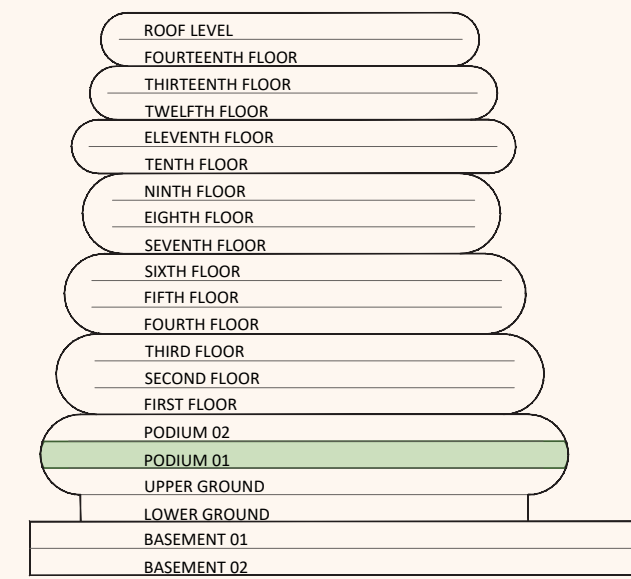 ROOF LEVEL
FOURTEENTH FLOOR
THIRTEENTH FLOOR
TWELFTH FLOOR
ELEVENTH FLOOR
TENTH FLOOR
NINTH FLOOR
EIGHTH FLOOR
SEVENTH FLOOR
SIXTH FLOOR
FIFTH FLOOR
FOURTH FLOOR
THIRD FLOOR
SECOND FLOOR
FIRST FLOOR
PODIUM 02
PODIUM 01
UPPER GROUND
LOWER GROUND
BASEMENT 01
BASEMENT 02